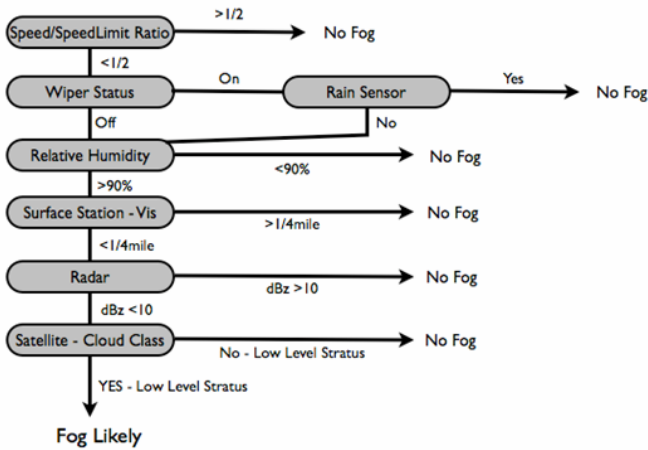 Speed/SpeedLimit Ratio
>1/2
No Fog
<1/2
Wiper Status
On
Rain Sensor
Yes
No Fog
Off
No
Relative Humidity
<90%
No Fog
>90%
Surface Station - Vis
>1/4mile
No Fog
<1/4mile
Radar
dBz >10
No Fog
dBz <10
Satellite - Cloud Class
No - Low Level Stratus
No Fog
YES - Low Level Stratus
Fog Likely